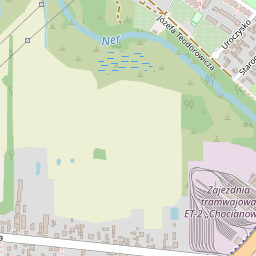 Ner
Józefa Teodorowicza
Uroczysko
Staro
Zajezdnia
tramwajowa
ET-2 „Chocianow
a